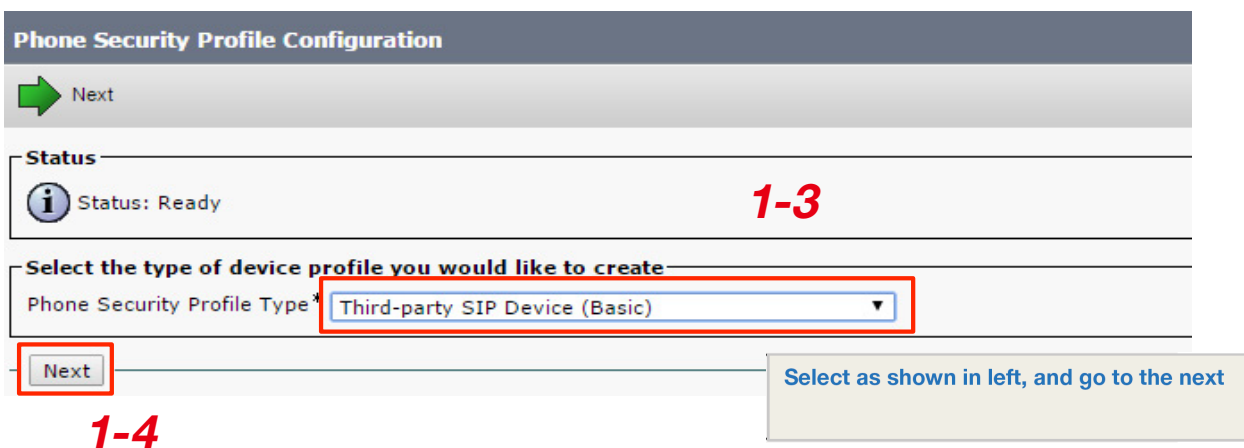 Phone Security Profile Configuration
Next
Status
i Status: Ready
1-3
Select the type of device profile you would like to create
Phone Security Profile Type* Third-party SIP Device (Basic)
Next
Select as shown in left, and go to the next
1-4